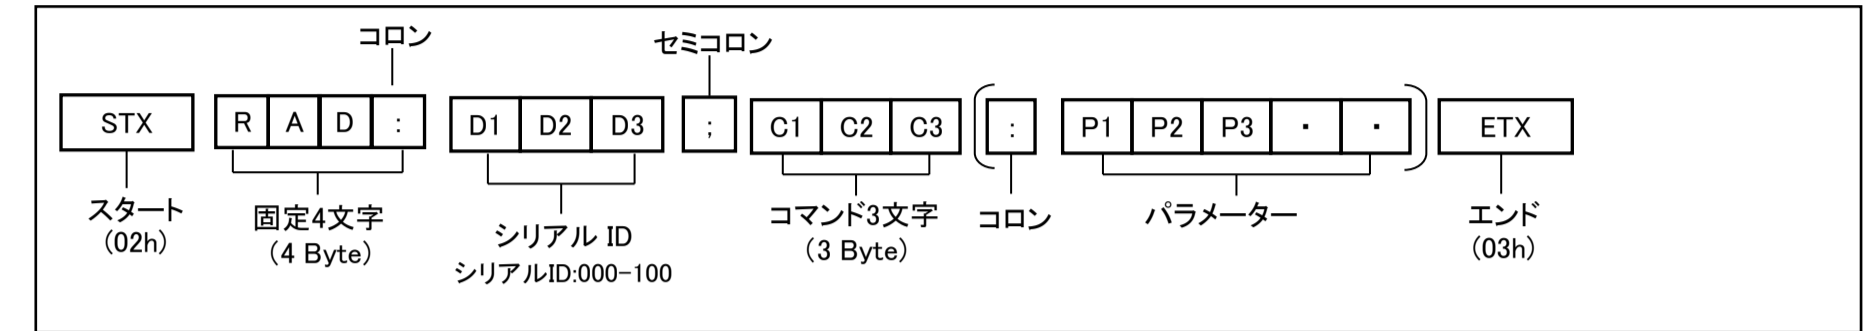 コロン
セミコロン
STX R A D : D1 D2 D3 ; C1 C2 C3 ( : P1 P2 P3 ・ ・ ) ETX
スタート
(02h)
固定4文字
(4 Byte)
シリアル ID
シリアルID:000-100
コマンド3文字
(3 Byte)
コロン
パラメーター
エンド
(03h)